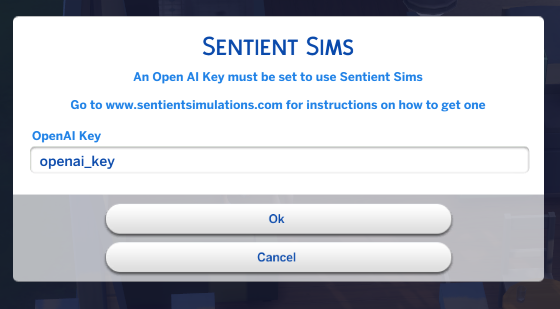 SENTIENT SIMS
An Open AI Key must be set to use Sentient Sims
Go to www.sentientsimulations.com for instructions on how to get one
OpenAI Key
openai_key
Ok
Cancel